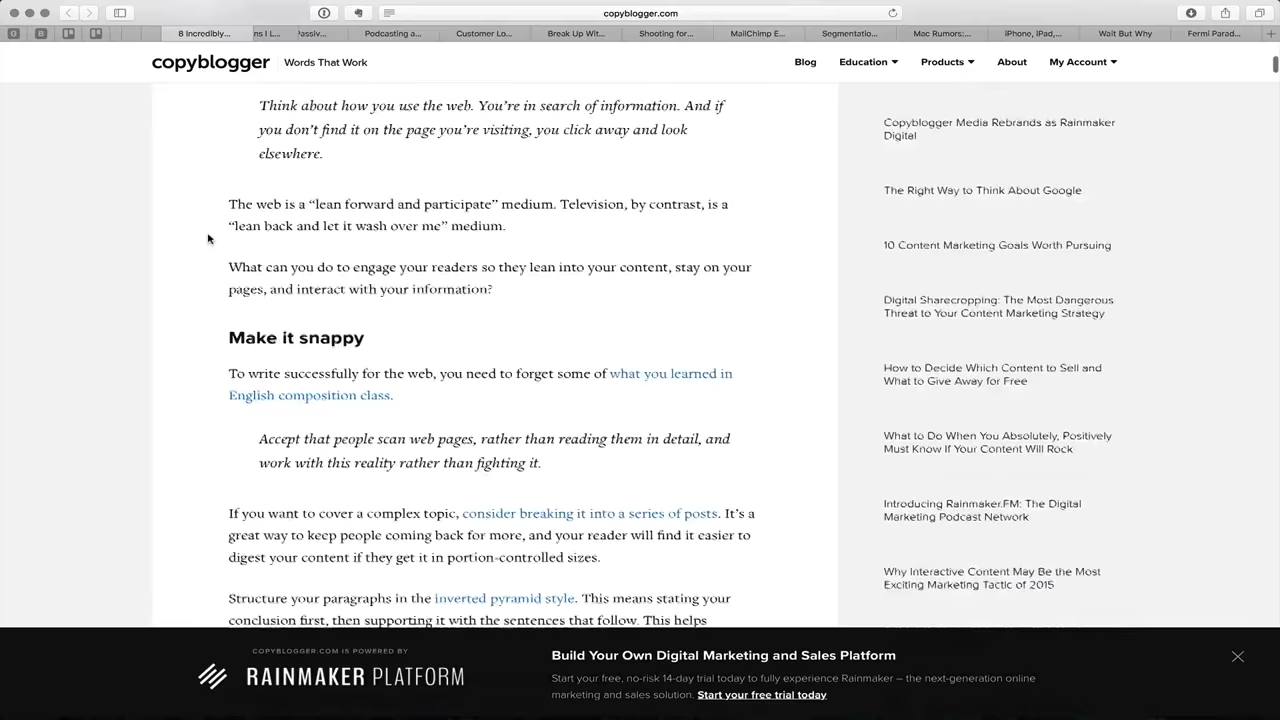 copyblogger.com
8 Incredibly...
ns I L...
Passiv...
Podcasting a...
Customer Lo...
Break Up Wit...
Shooting for...
MailChimp E...
Segmentatio...
Mac Rumors:...
iPhone, iPad,...
Wait But Why
Fermi Parad...
copyblogger
Words That Work
Blog
Education
Products
About
My Account
Think about how you use the web. You're in search of information. And if
you don't find it on the page you're visiting, you click away and look
elsewhere.
The web is a “lean forward and participate” medium. Television, by contrast, is a
“lean back and let it wash over me” medium.
What can you do to engage your readers so they lean into your content, stay on your
pages, and interact with your information?
Make it snappy
To write successfully for the web, you need to forget some of what you learned in
English composition class.
Accept that people scan web pages, rather than reading them in detail, and
work with this reality rather than fighting it.
If you want to cover a complex topic, consider breaking it into a series of posts. It's a
great way to keep people coming back for more, and your reader will find it easier to
digest your content if they get it in portion-controlled sizes.
Structure your paragraphs in the inverted pyramid style. This means stating your
conclusion first, then supporting it with the sentences that follow. This helps
Copyblogger Media Rebrands as Rainmaker
Digital
The Right Way to Think About Google
10 Content Marketing Goals Worth Pursuing
Digital Sharecropping: The Most Dangerous
Threat to Your Content Marketing Strategy
How to Decide Which Content to Sell and
What to Give Away for Free
What to Do When You Absolutely, Positively
Must Know If Your Content Will Rock
Introducing Rainmaker.FM: The Digital
Marketing Podcast Network
Why Interactive Content May Be the Most
Exciting Marketing Tactic of 2015
COPYBLOGGER.COM IS POWERED BY
RAINMAKER PLATFORM
Build Your Own Digital Marketing and Sales Platform
Start your free, no-risk 14-day trial today to fully experience Rainmaker – the next-generation online
marketing and sales solution. Start your free trial today